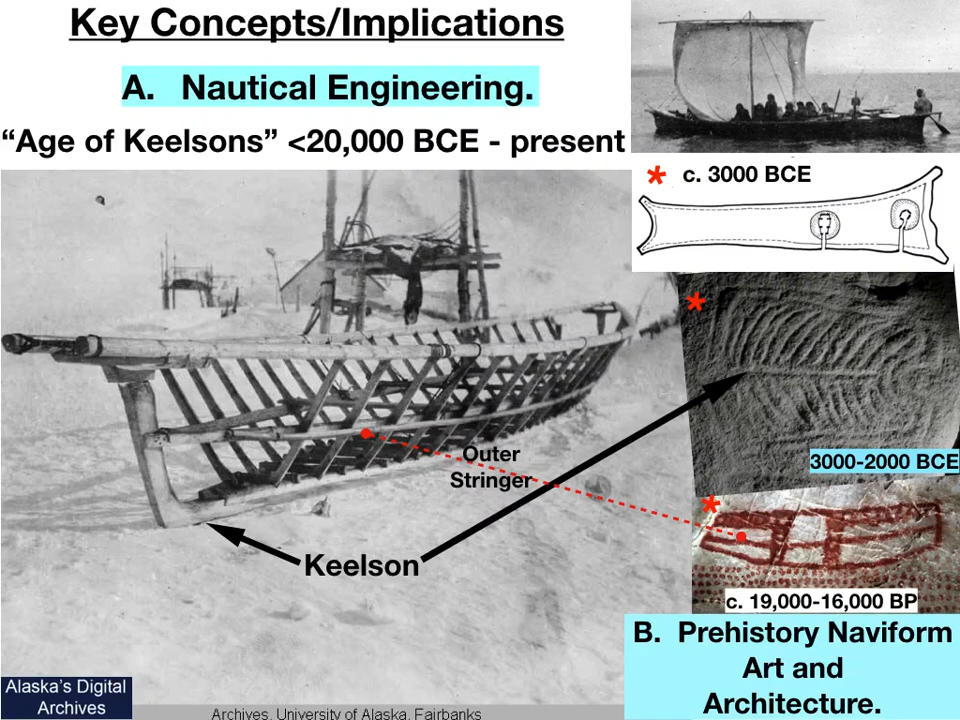 Key Concepts/Implications
A. Nautical Engineering.
“Age of Keelsons” <20,000 BCE - present
* c. 3000 BCE
*
Outer
Stringer
3000-2000 BCE
*
Keelson
c. 19,000-16,000 BP
B. Prehistory Naviform
Art and
Architecture.
Alaska's Digital
Archives
Archives, University of Alaska, Fairbanks